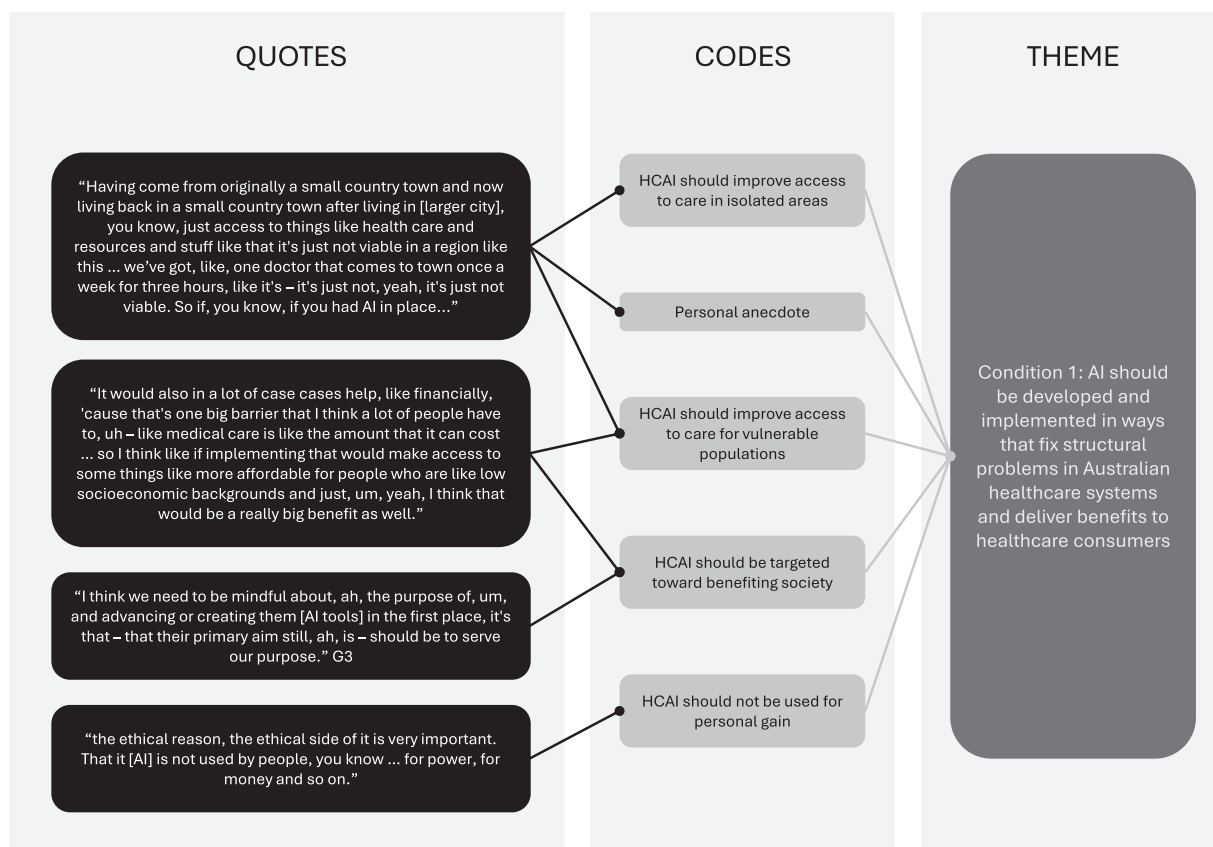 QUOTES
“Having come from originally a small country town and now
living back in a small country town after living in [larger city],
you know, just access to things like health care and
resources and stuff like that it's just not viable in a region like
this ... we’ve got, like, one doctor that comes to town once a
week for three hours, like it's – it's just not, yeah, it's just not
viable. So if, you know, if you had AI in place...”
“It would also in a lot of case cases help, like financially,
'cause that's one big barrier that I think a lot of people have
to, uh – like medical care is like the amount that it can cost
... so I think like if implementing that would make access to
some things like more affordable for people who are like low
socioeconomic backgrounds and just, um, yeah, I think that
would be a really big benefit as well.”
“I think we need to be mindful about, ah, the purpose of, um,
and advancing or creating them [AI tools] in the first place, it's
that – that their primary aim still, ah, is – should be to serve
our purpose.” G3
“the ethical reason, the ethical side of it is very important.
That it [AI] is not used by people, you know ... for power, for
money and so on.”
CODES
HCAI should improve access
to care in isolated areas
Personal anecdote
HCAI should improve access
to care for vulnerable
populations
HCAI should be targeted
toward benefiting society
HCAI should not be used for
personal gain
THEME
Condition 1: AI should
be developed and
implemented in ways
that fix structural
problems in Australian
healthcare systems
and deliver benefits to
healthcare consumers